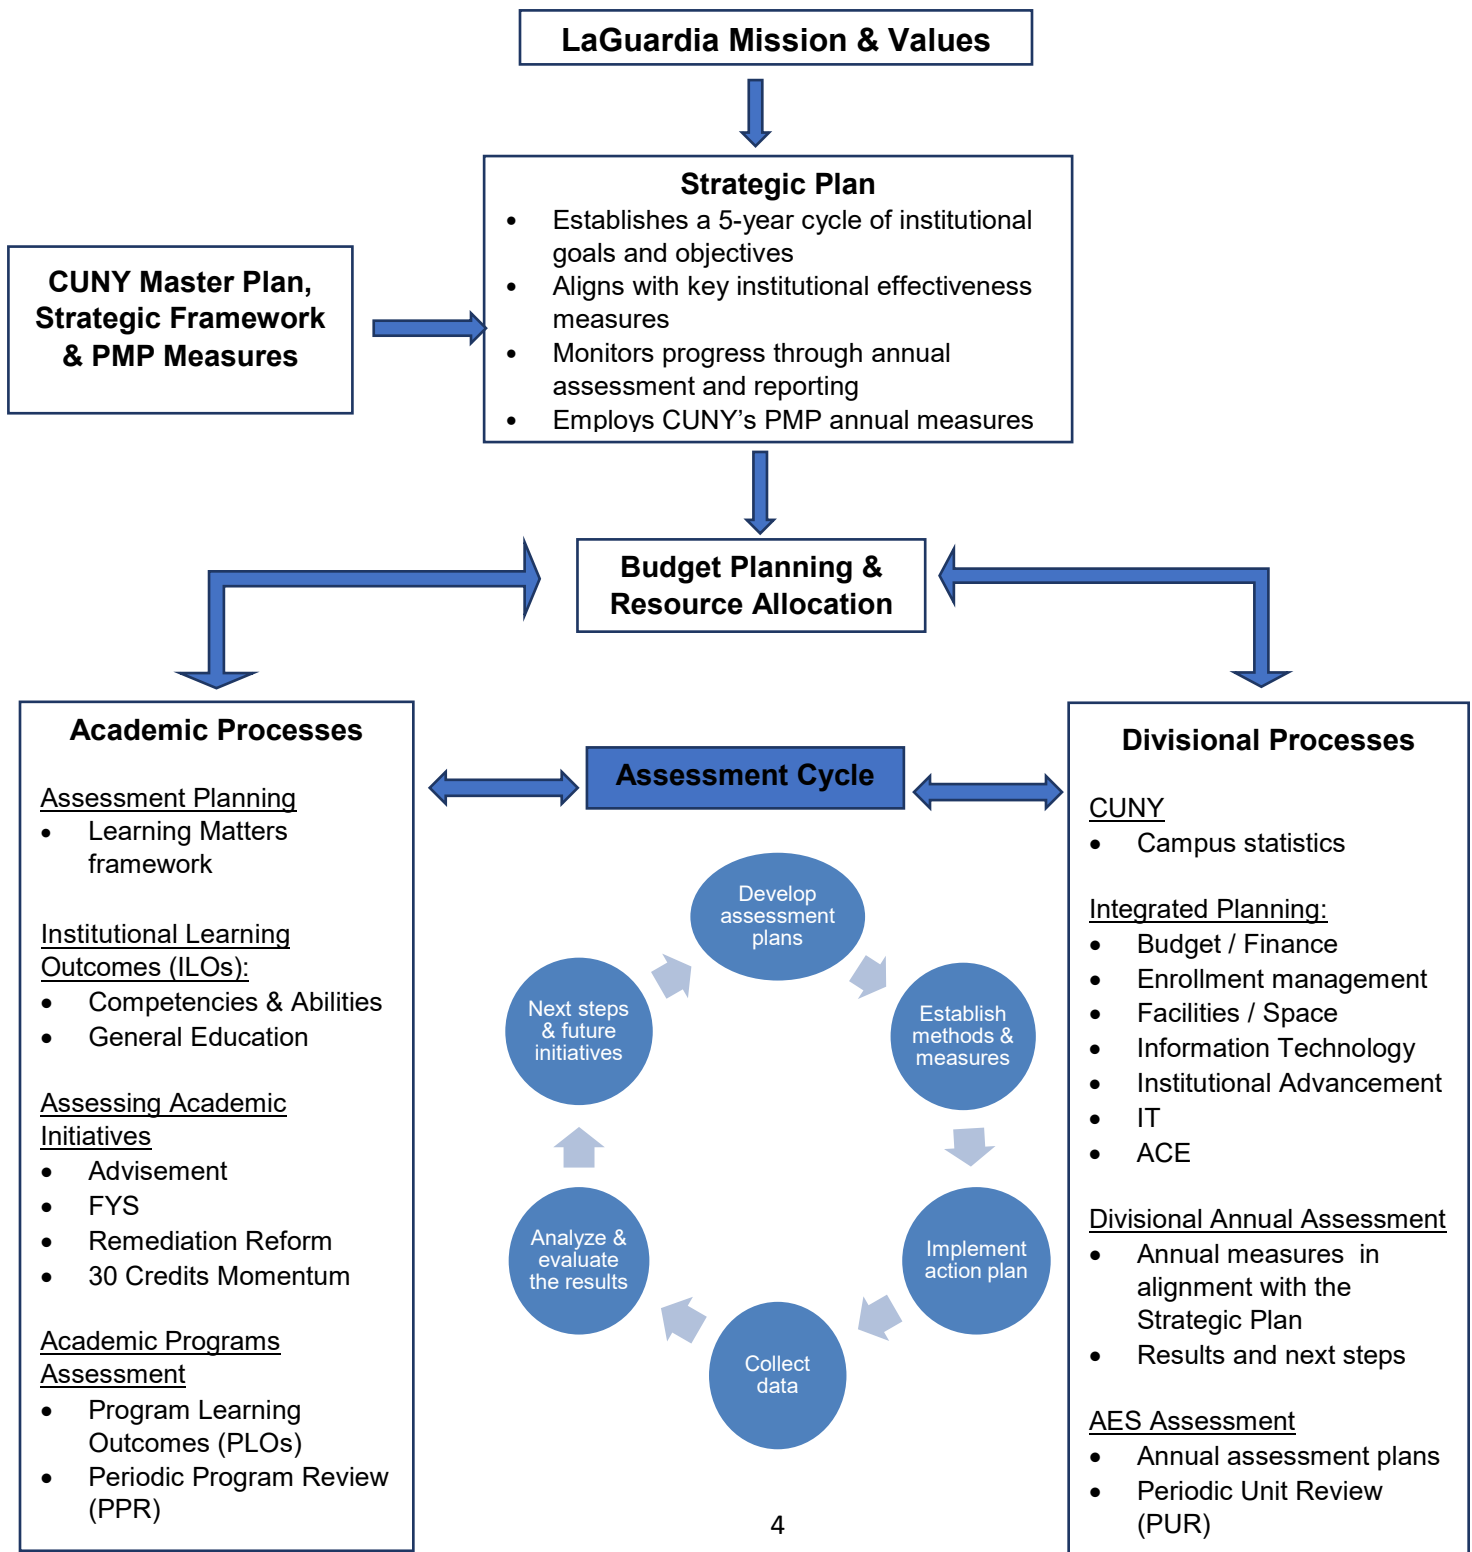 LaGuardia Mission & Values
Strategic Plan
• Establishes a 5-year cycle of institutional
goals and objectives
• Aligns with key institutional effectiveness
measures
• Monitors progress through annual
assessment and reporting
• Employs CUNY’s PMP annual measures
CUNY Master Plan,
Strategic Framework
& PMP Measures
Budget Planning &
Resource Allocation
Academic Processes
Assessment Planning
• Learning Matters
framework
Institutional Learning
Outcomes (ILOs):
• Competencies & Abilities
• General Education
Assessing Academic
Initiatives
• Advisement
• FYS
• Remediation Reform
• 30 Credits Momentum
Academic Programs
Assessment
• Program Learning
Outcomes (PLOs)
• Periodic Program Review
(PPR)
Assessment Cycle
Develop
assessment
plans
Establish
methods &
measures
Implement
action plan
Collect
data
Analyze &
evaluate
the results
Next steps
& future
initiatives
Divisional Processes
CUNY
• Campus statistics
Integrated Planning:
• Budget / Finance
• Enrollment management
• Facilities / Space
• Information Technology
• Institutional Advancement
• IT
• ACE
Divisional Annual Assessment
• Annual measures in
alignment with the
Strategic Plan
• Results and next steps
AES Assessment
• Annual assessment plans
• Periodic Unit Review
(PUR)
4